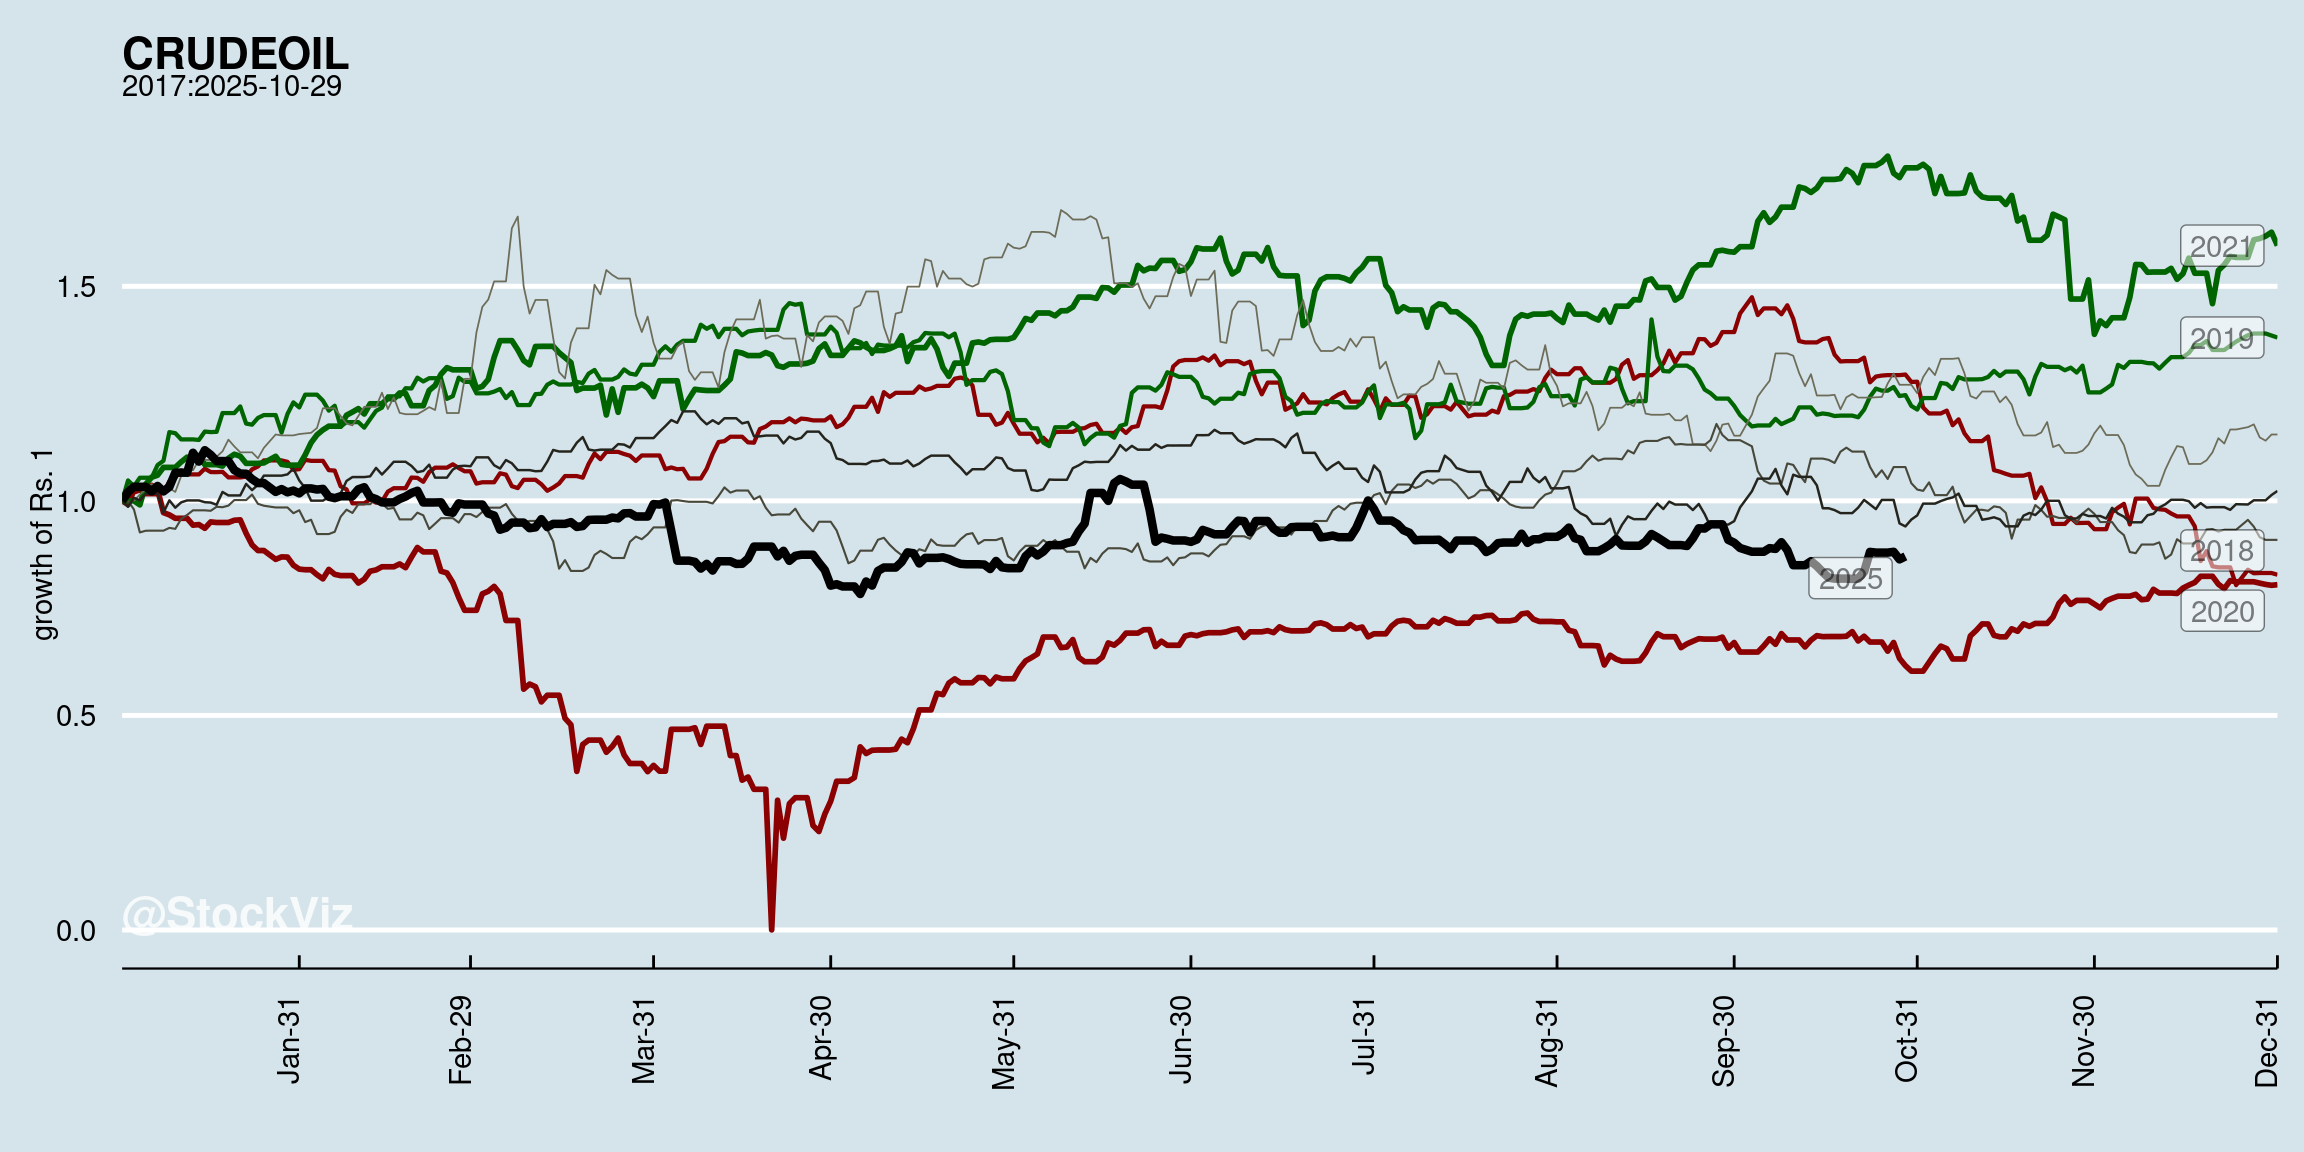 CRUDEOIL
2017:2025-10-29
growth of Rs. 1
1.5
1.0
0.5
0.0
2021
2019
2018
2025
2020
@StockViz
Jan-31
Feb-29
Mar-31
Apr-30
May-31
Jun-30
Jul-31
Aug-31
Sep-30
Oct-31
Nov-30
Dec-31